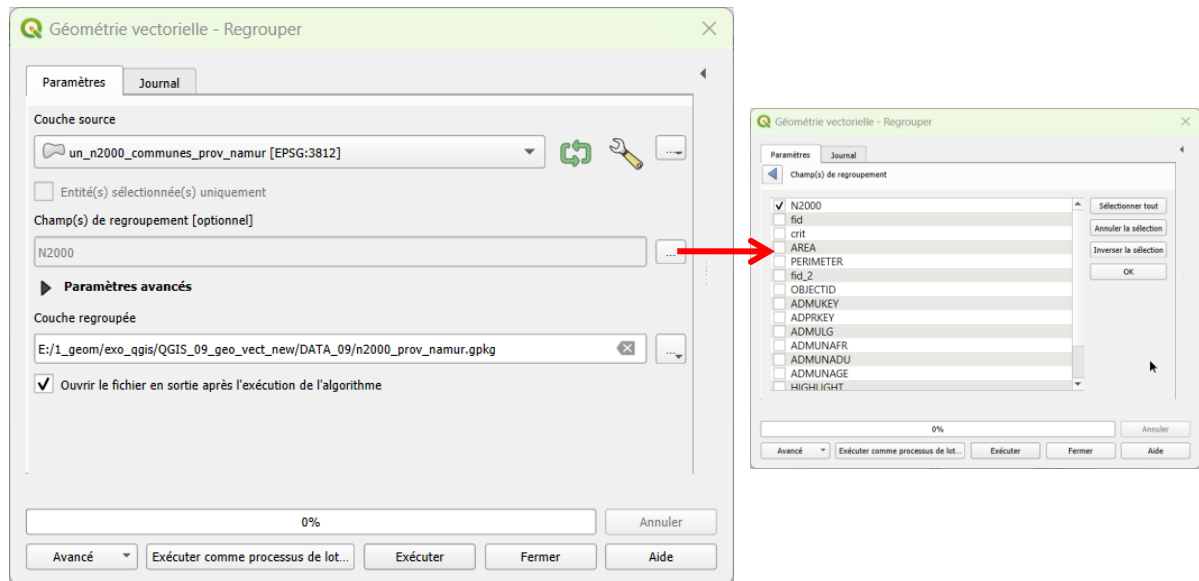 Géométrie vectorielle - Regrouper
Paramètres
Journal
Couche source
un_n2000_communes_prov_namur [EPSG:3812]
...
Entité(s) sélectionnée(s) uniquement
Champ(s) de regroupement [optionnel]
N2000
...
Paramètres avancés
Couche regroupée
E:/1_geom/exo_qgis/QGIS_09_geo_vect_new/DATA_09/n2000_prov_namur.gpkg
...
Ouvrir le fichier en sortie après l'exécution de l'algorithme
0%
Annuler
Avancé
Exécuter comme processus de lot...
Exécuter
Fermer
Aide
Géométrie vectorielle - Regrouper
Paramètres
Journal
Champ(s) de regroupement
N2000
fid
crit
AREA
PERIMETER
fid_2
OBJECTID
ADMUKEY
ADPRKEY
ADMULG
ADMUNAFR
ADMUNADU
ADMUNAGE
HIGHLIGHT
Sélectionner tout
Annuler la sélection
Inverser la sélection
OK
0%
Annuler
Avancé
Exécuter comme processus de lot...
Exécuter
Fermer
Aide